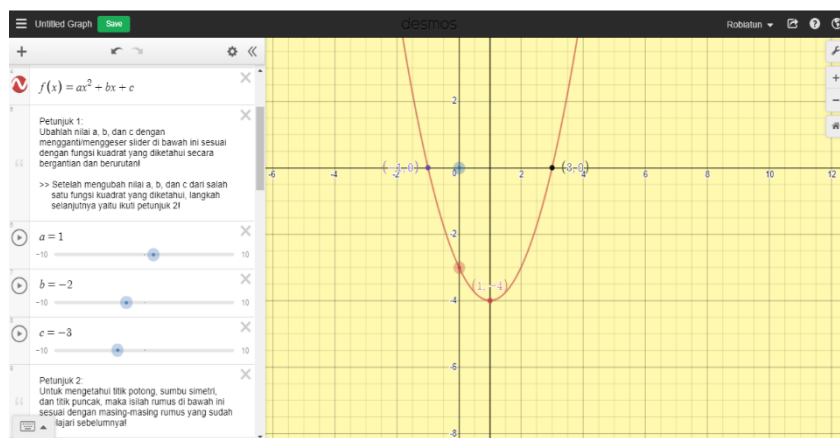 Untitled Graph Save desmos Robiatun
f(x) = ax² + bx + c
Petunjuk 1:
Ubahlah nilai a, b, dan c dengan
mengganti/menggeser slider di bawah ini sesuai
dengan fungsi kuadrat yang diketahui secara
bergantian dan berurutan!
>> Setelah mengubah nilai a, b, dan c dari salah
satu fungsi kuadrat yang diketahui, langkah
selanjutnya yaitu ikuti petunjuk 2!
a = 1
-10 10
b = −2
-10 10
c = −3
-10 10
Petunjuk 2:
Untuk mengetahui titik potong, sumbu simetri,
dan titik puncak, maka isilah rumus di bawah ini
sesuai dengan masing-masing rumus yang sudah
lajari sebelumnya!
2
(−1, 0) (3, 0)
-6 -4 -2 0 2 4 6 8 10 12
-2
(1, −4)
-4
-6
-8